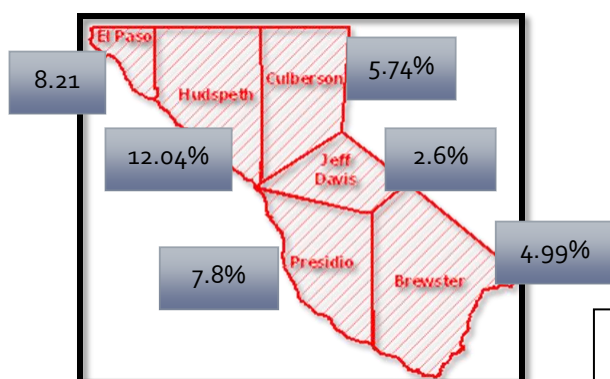 El Paso
8.21
Hudspeth
Culberson
5.74%
12.04%
Jeff
Davis
2.6%
7.8%
Presidio
Brewster
4.99%